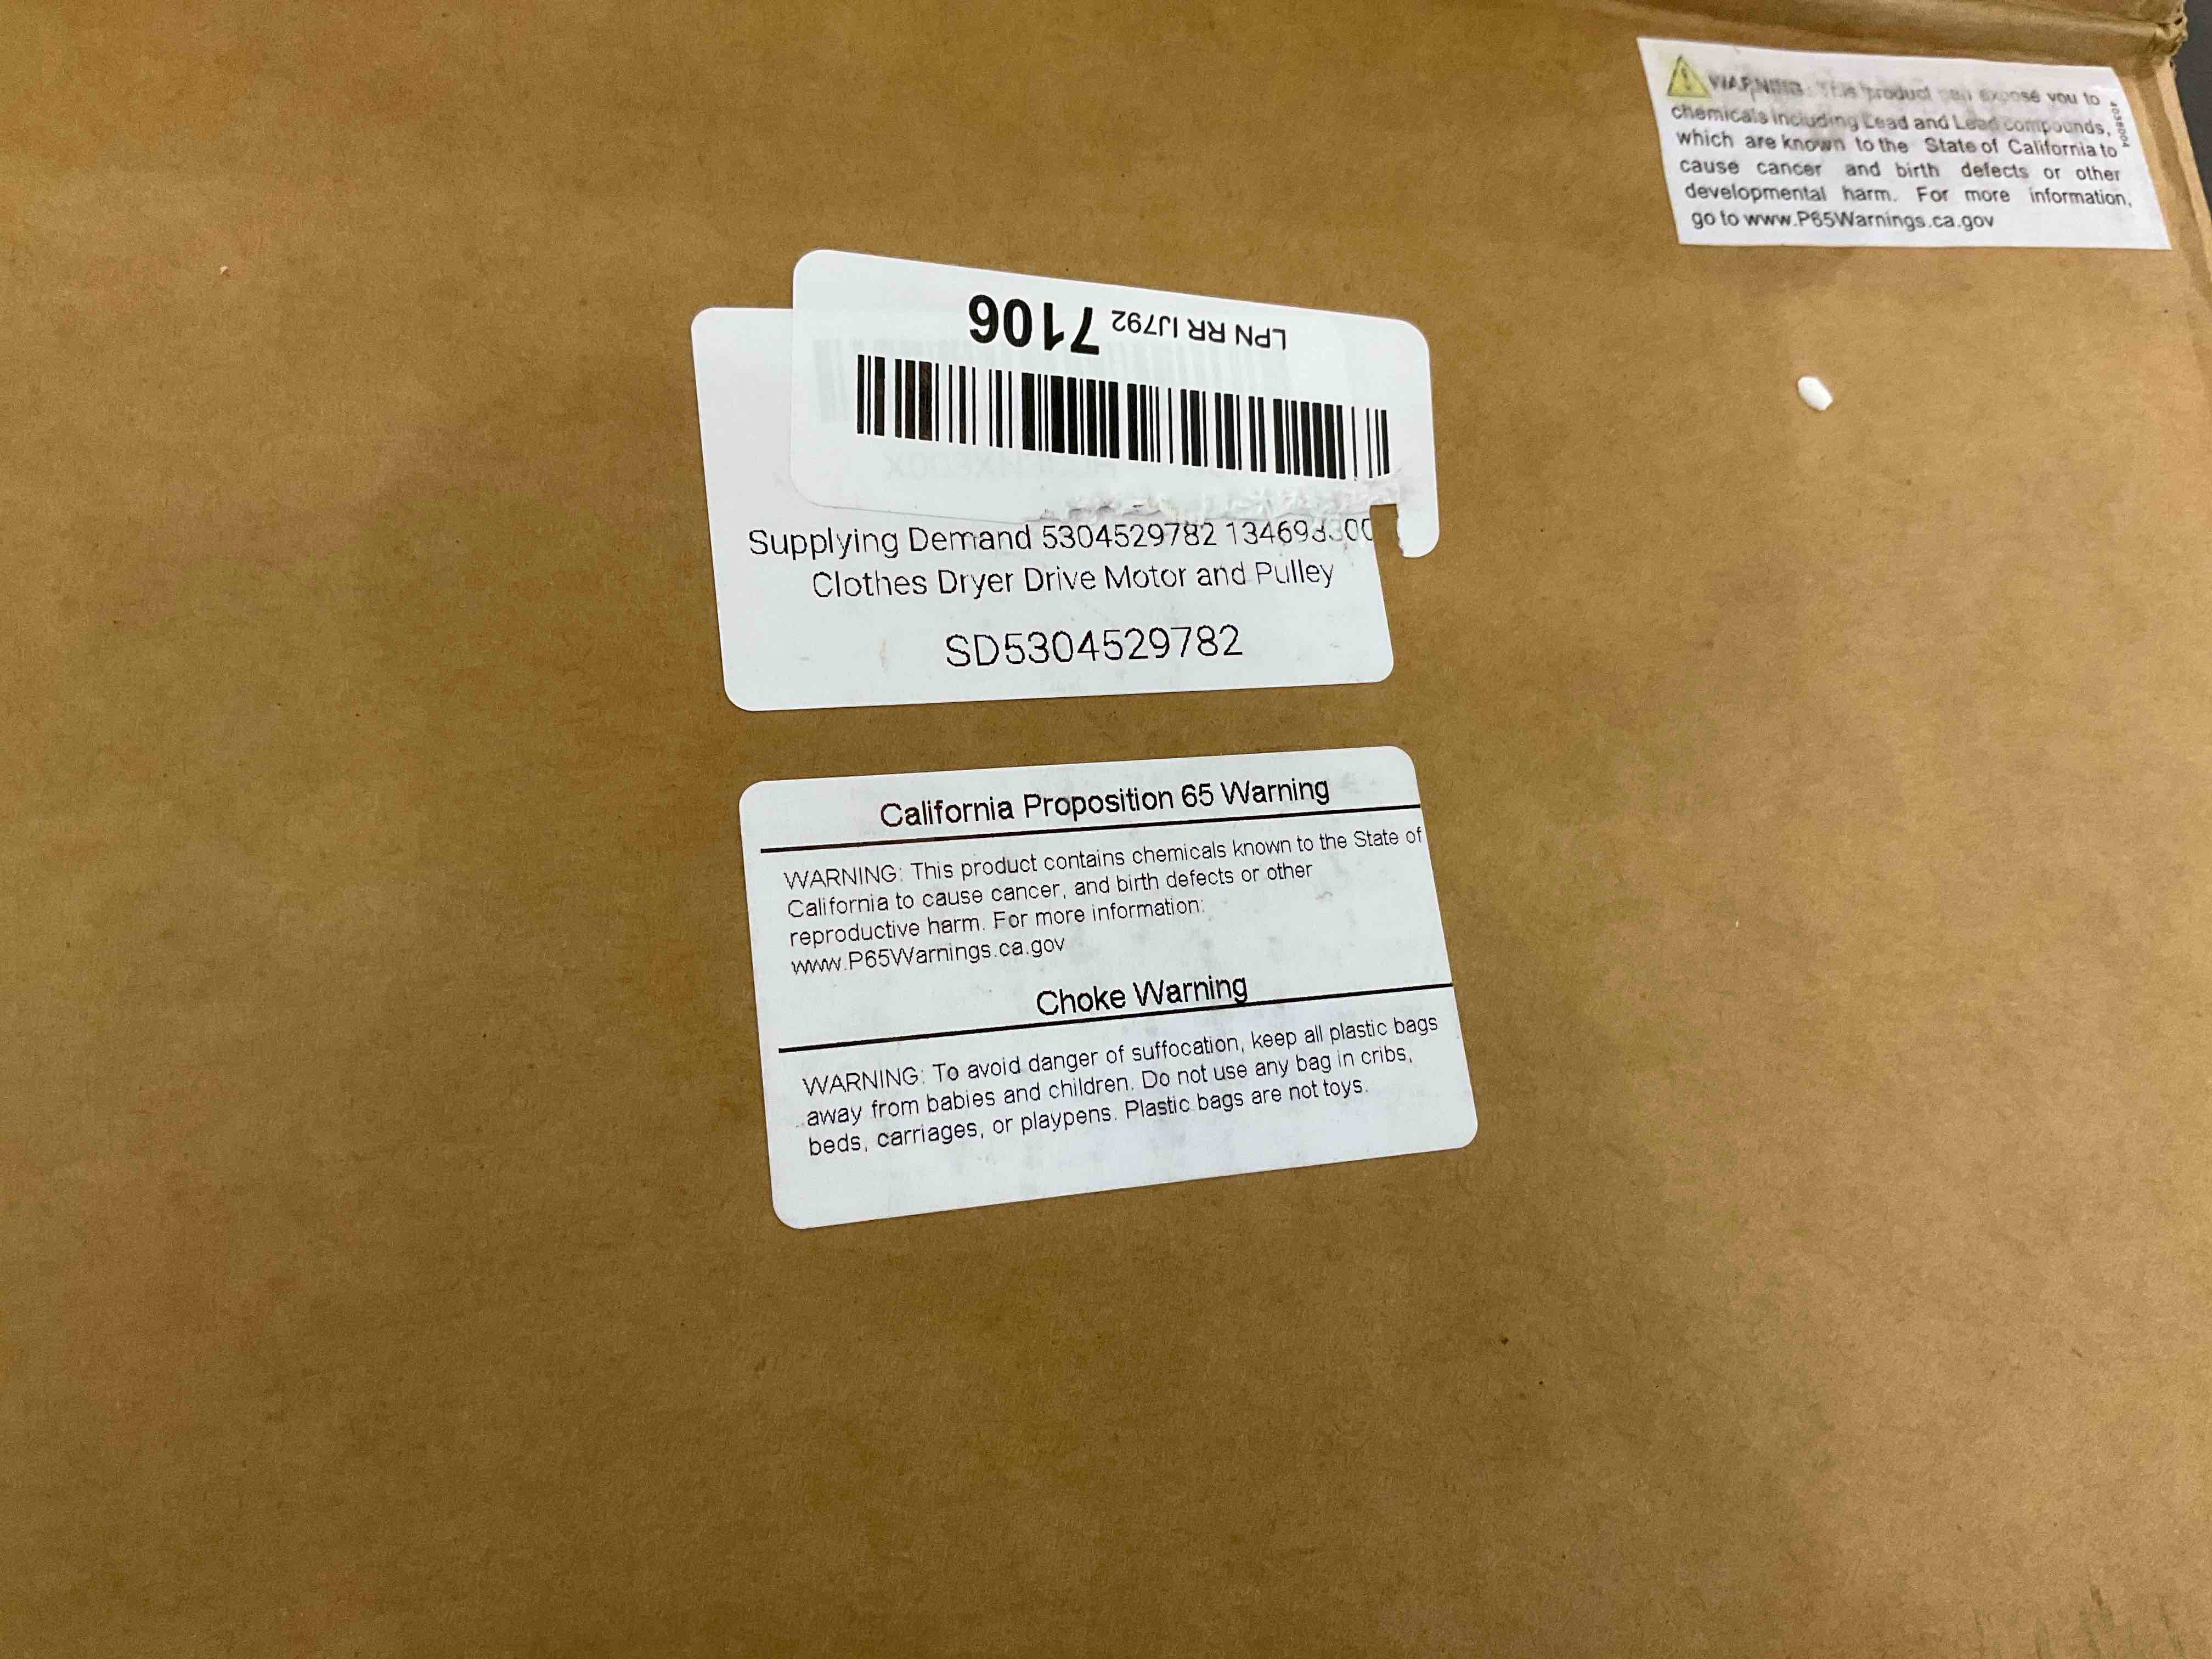 WARNING: This product can expose you to
chemicals including Lead and Lead compounds,
which are known to the State of California to
cause cancer and birth defects or other
developmental harm. For more information,
go to www.P65Warnings.ca.gov
4038004
LPN RR IJ792 7106
Supplying Demand 5304529782
Clothes Dryer Drive Motor and Pulley
SD5304529782
California Proposition 65 Warning
WARNING: This product contains chemicals known to the State of
California to cause cancer, and birth defects or other
reproductive harm. For more information:
www.P65Warnings.ca.gov
Choke Warning
WARNING: To avoid danger of suffocation, keep all plastic bags
away from babies and children. Do not use any bag in cribs,
beds, carriages, or playpens. Plastic bags are not toys.